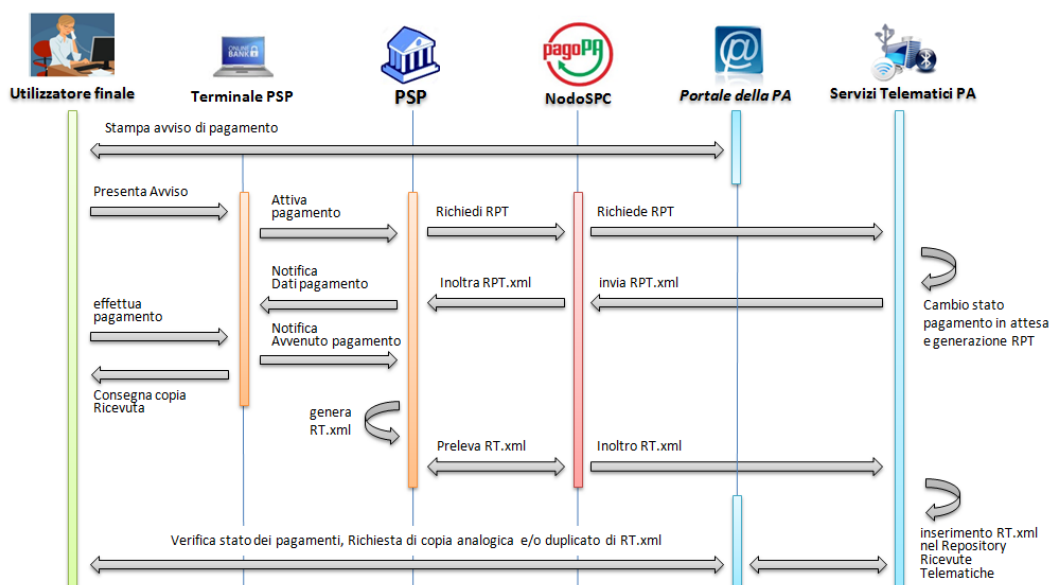 ONLINE
BANK
pagoPA
Utilizzatore finale
Terminale PSP
PSP
NodoSPC
Portale della PA
Servizi Telematici PA
Stampa avviso di pagamento
Presenta Avviso
Attiva
pagamento
Richiedi RPT
Richiede RPT
Notifica
Dati pagamento
Inoltra RPT.xml
invia RPT.xml
Cambio stato
pagamento in attesa
e generazione RPT
effettua
pagamento
Notifica
Avvenuto pagamento
Consegna copia
Ricevuta
genera
RT.xml
Preleva RT.xml
Inoltro RT.xml
inserimento RT.xml
nel Repository
Ricevute
Telematiche
Verifica stato dei pagamenti, Richiesta di copia analogica e/o duplicato di RT.xml